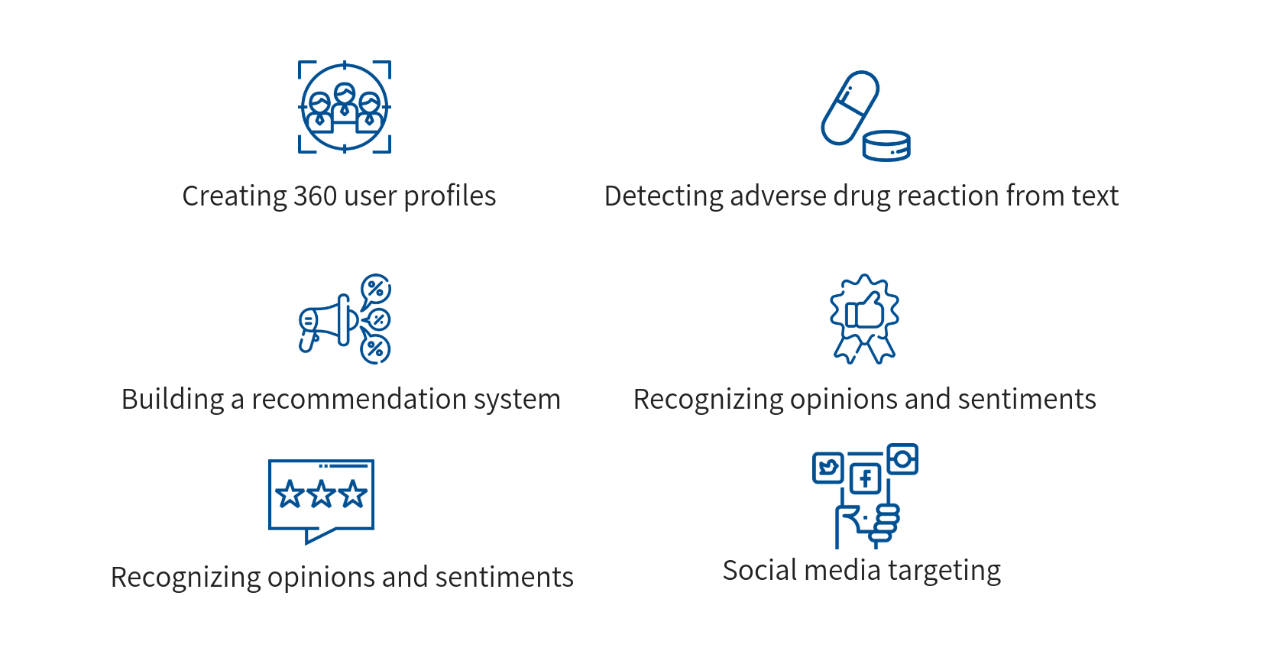 Creating 360 user profiles
Detecting adverse drug reaction from text
Building a recommendation system
Recognizing opinions and sentiments
Recognizing opinions and sentiments
Social media targeting